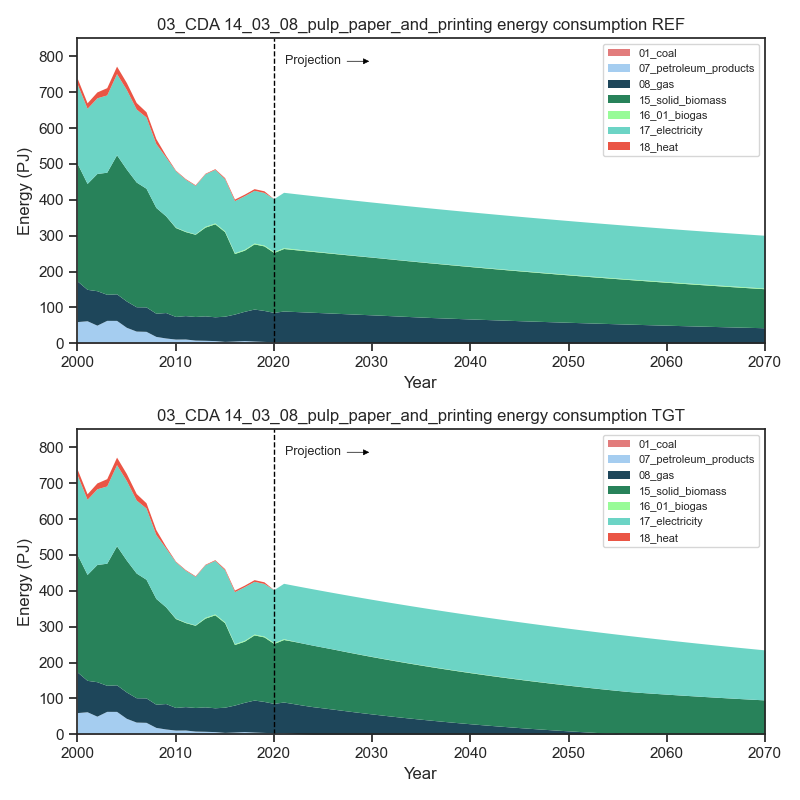 03_CDA 14_03_08_pulp_paper_and_printing energy consumption REF
800
700
600
500
400
300
200
100
0
Energy (PJ)
Projection
01_coal
07_petroleum_products
08_gas
15_solid_biomass
16_01_biogas
17_electricity
18_heat
2000 2010 2020 2030 2040 2050 2060 2070
Year
03_CDA 14_03_08_pulp_paper_and_printing energy consumption TGT
800
700
600
500
400
300
200
100
0
Energy (PJ)
Projection
01_coal
07_petroleum_products
08_gas
15_solid_biomass
16_01_biogas
17_electricity
18_heat
2000 2010 2020 2030 2040 2050 2060 2070
Year